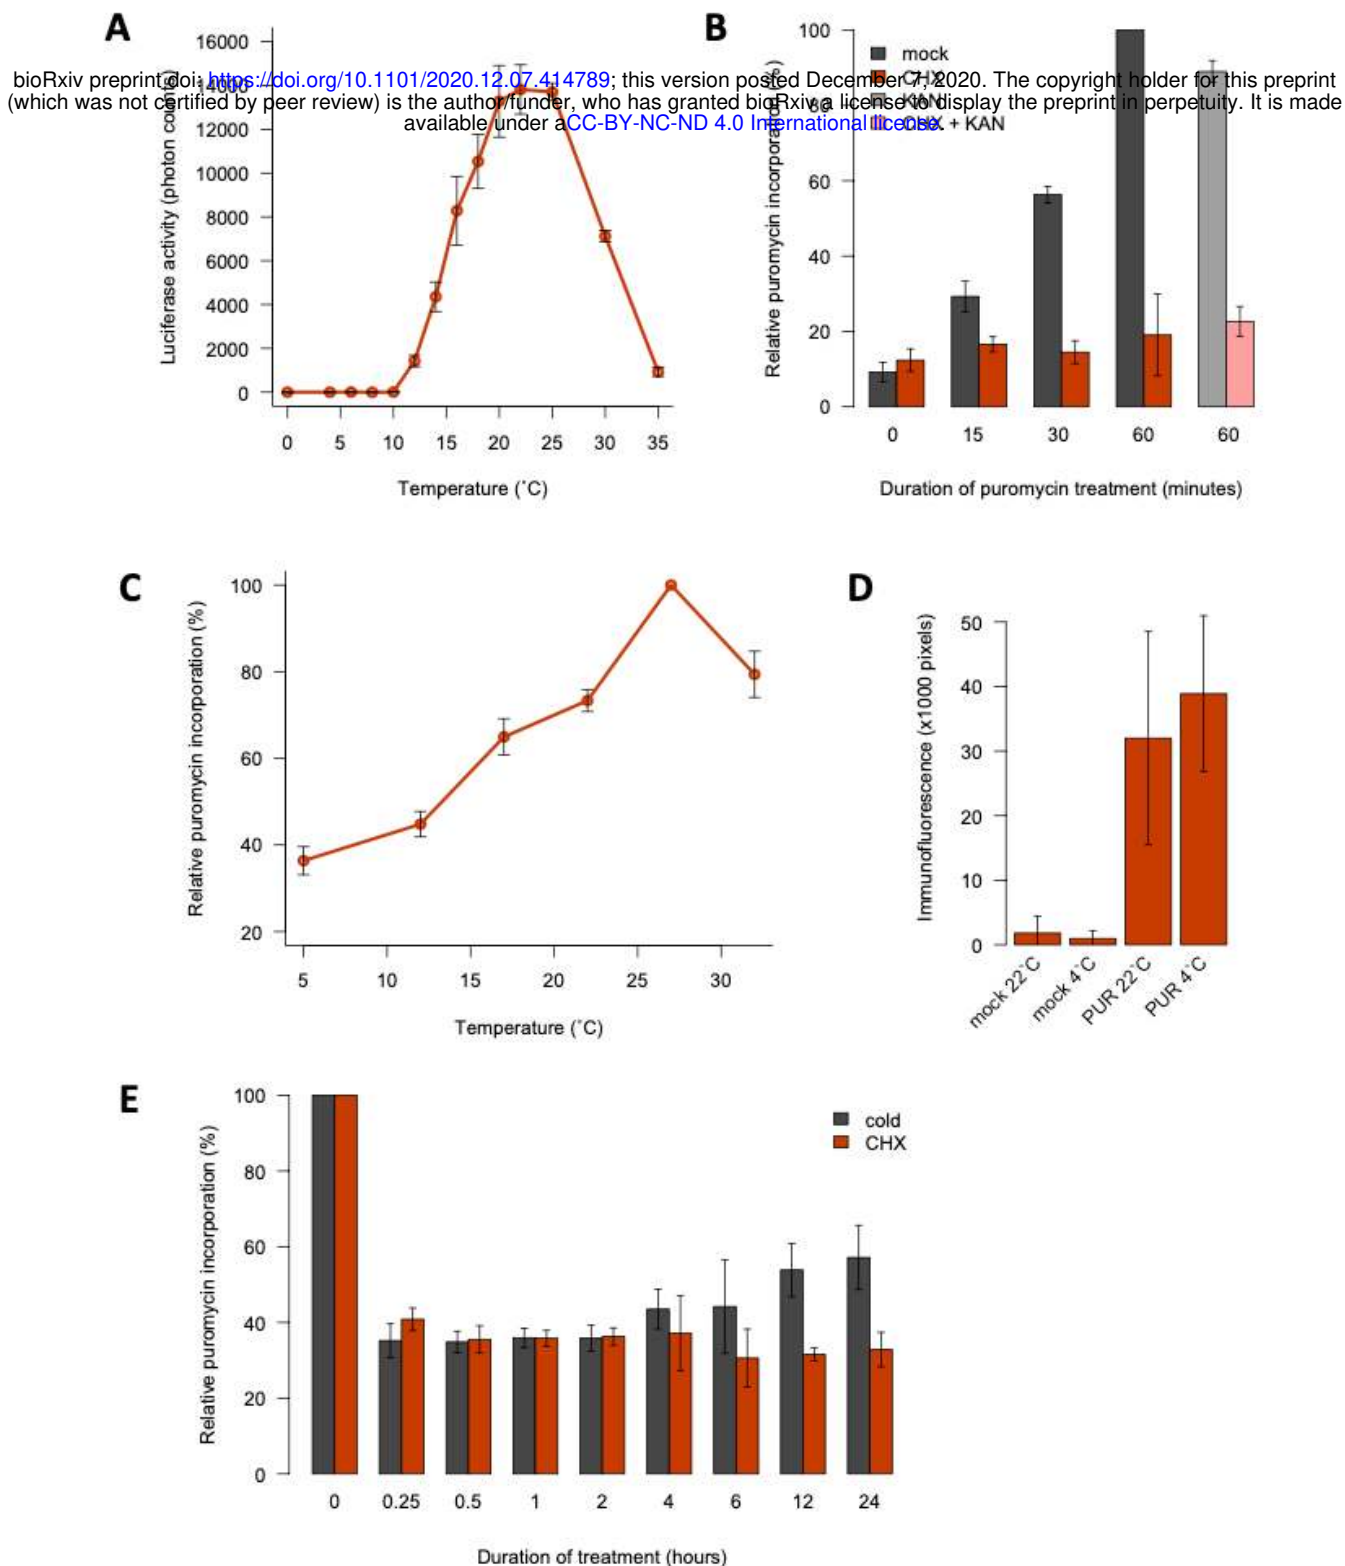 A
B
16000
14000
12000
10000
8000
6000
4000
2000
0
Luciferase activity (photon counts)
0 5 10 15 20 25 30 35
Temperature (˚C)
bioRxiv preprint doi: https://doi.org/10.1101/2020.12.07.414789; this version posted December 7, 2020. The copyright holder for this preprint
(which was not certified by peer review) is the author/funder, who has granted bioRxiv a license to display the preprint in perpetuity. It is made
available under aCC-BY-NC-ND 4.0 International license.
100
80
60
40
20
0
Relative puromycin incorporation (%)
mock
CHX
KAN
CHX + KAN
0 15 30 60 60
Duration of puromycin treatment (minutes)
C
100
80
60
40
20
Relative puromycin incorporation (%)
5 10 15 20 25 30
Temperature (˚C)
D
50
40
30
20
10
0
Immunofluorescence (x1000 pixels)
mock 22˚C
mock 4˚C
PUR 22˚C
PUR 4˚C
E
100
80
60
40
20
0
Relative puromycin incorporation (%)
cold
CHX
0 0.25 0.5 1 2 4 6 12 24
Duration of treatment (hours)